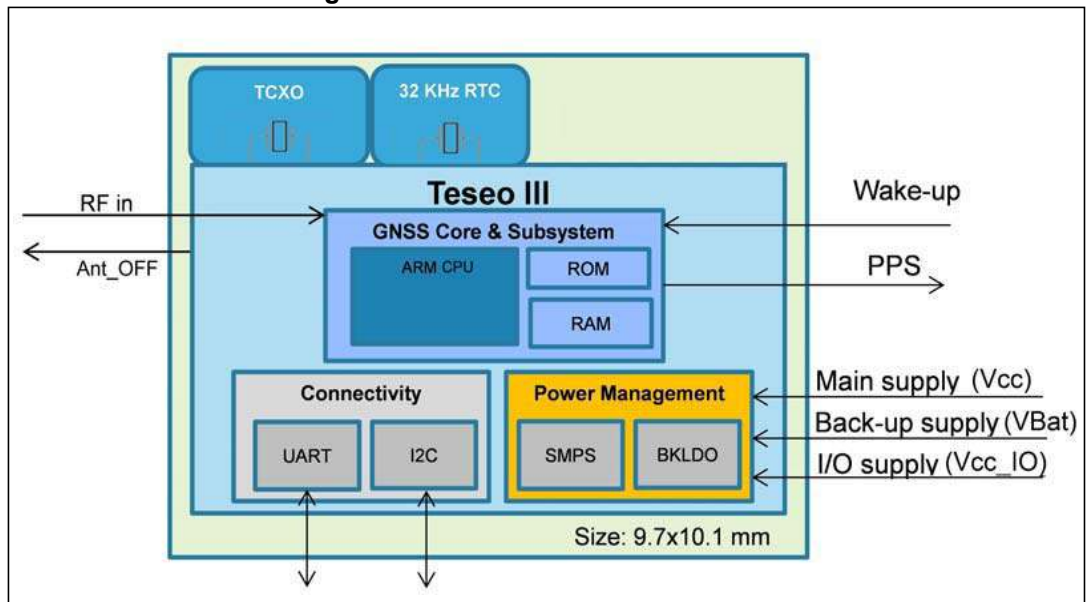 TCXO
32 KHz RTC
Teseo III
RF in
Wake-up
GNSS Core & Subsystem
Ant_OFF
ARM CPU
ROM
PPS
RAM
Connectivity
Power Management
Main supply (Vcc)
Back-up supply (VBat)
UART
I2C
SMPS
BKLDO
I/O supply (Vcc_IO)
Size: 9.7x10.1 mm